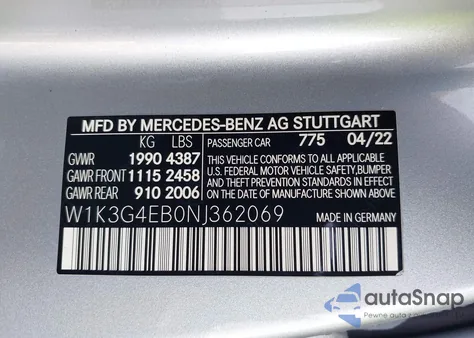 MFD BY MERCEDES-BENZ AG STUTTGART
KG LBS PASSENGER CAR 775 04/22
GVWR 1990 4387
GAWR FRONT 1115 2458
GAWR REAR 910 2006
THIS VEHICLE CONFORMS TO ALL APPLICABLE
U.S. FEDERAL MOTOR VEHICLE SAFETY, BUMPER
AND THEFT PREVENTION STANDARDS IN EFFECT
ON DATE OF MANUFACTURE SHOWN ABOVE
W1K3G4EB0NJ362069
MADE IN GERMANY
autoSnap
Pewne auto z